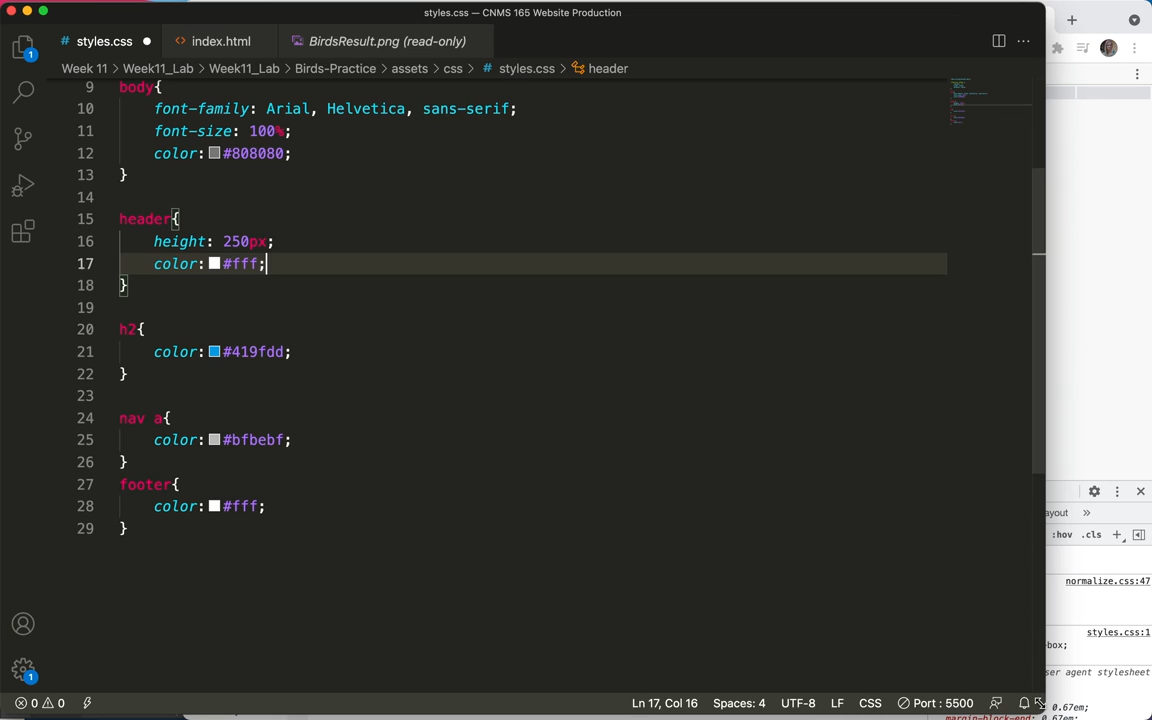 styles.css — CNMS 165 Website Production
# styles.css ● <> index.html BirdsResult.png (read-only) ···
Week 11 > Week11_Lab > Week11_Lab > Birds-Practice > assets > css > # styles.css > header
9 body{
10 font-family: Arial, Helvetica, sans-serif;
11 font-size: 100%;
12 color: #808080;
13 }
14
15 header{
16 height: 250px;
17 color: #fff;
18 }
19
20 h2{
21 color: #419fdd;
22 }
23
24 nav a{
25 color: #bfbebf;
26 }
27 footer{
28 color: #fff;
29 }
1
1
0 0
Ln 17, Col 16 Spaces: 4 UTF-8 LF CSS Port : 5500
ayout »
:hov .cls +
normalize.css:47
styles.css:1
box;
ser agent stylesheet
0.67em;
margin-block-end: 0.67em;